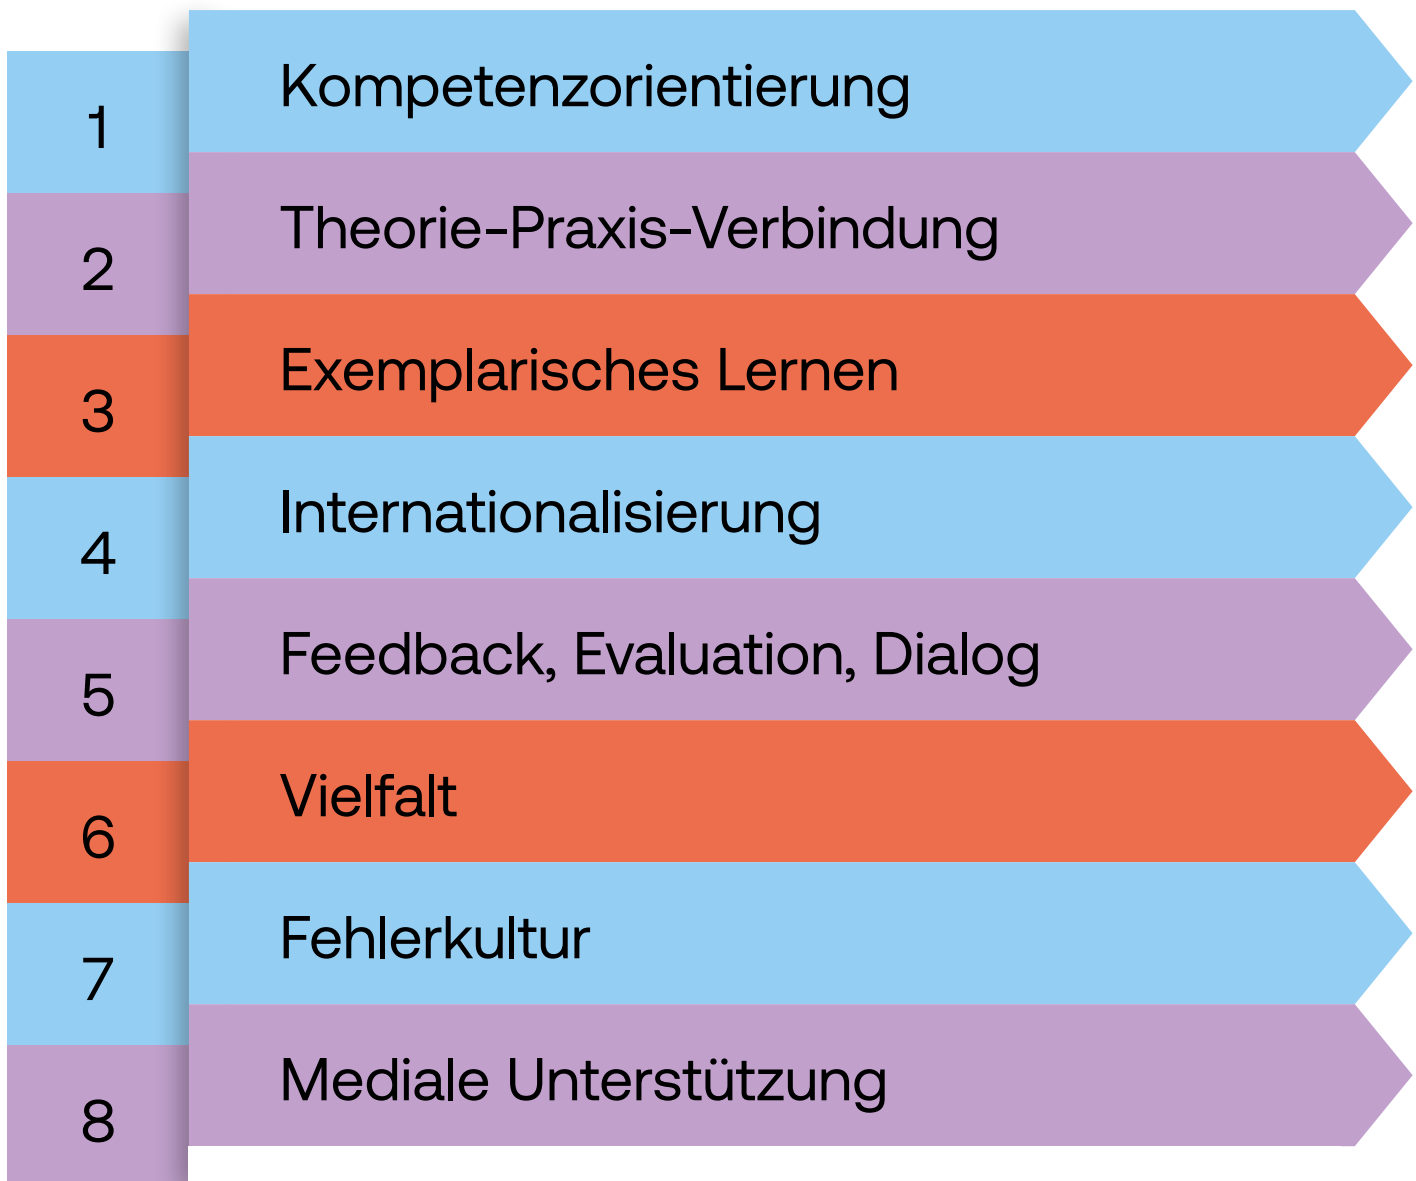 1 Kompetenzorientierung
2 Theorie-Praxis-Verbindung
3 Exemplarisches Lernen
4 Internationalisierung
5 Feedback, Evaluation, Dialog
6 Vielfalt
7 Fehlerkultur
8 Mediale Unterstützung